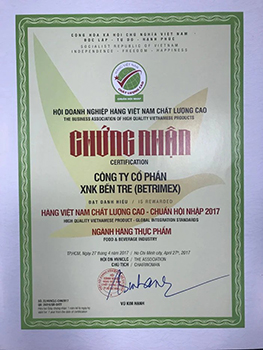 CỘNG HÒA XÃ HỘI CHỦ NGHĨA VIỆT NAM
ĐỘC LẬP - TỰ DO - HẠNH PHÚC
SOCIALIST REPUBLIC OF VIETNAM
INDEPENDENCE - FREEDOM - HAPPINESS
HỘI DOANH NGHIỆP HÀNG VIỆT NAM CHẤT LƯỢNG CAO
THE BUSINESS ASSOCIATION OF HIGH QUALITY VIETNAMESE PRODUCTS
CHỨNG NHẬN
CERTIFICATION
CÔNG TY CỔ PHẦN
XNK BẾN TRE (BETRIMEX)
ĐẠT DANH HIỆU / IS REWARDED
HÀNG VIỆT NAM CHẤT LƯỢNG CAO - CHUẨN HỘI NHẬP 2017
HIGH QUALITY VIETNAMESE PRODUCT - GLOBAL INTEGRATION STANDARDS
NGÀNH HÀNG THỰC PHẨM
FOOD & BEVERAGE INDUSTRY
TP.HCM, Ngày 27 tháng 4 năm 2017 / Ho Chi Minh city, April 27th, 2017
HỘI DN HVNCLC / THE ASSOCIATION
CHỦ TỊCH / CHAIRWOMAN
VŨ KIM HẠNH